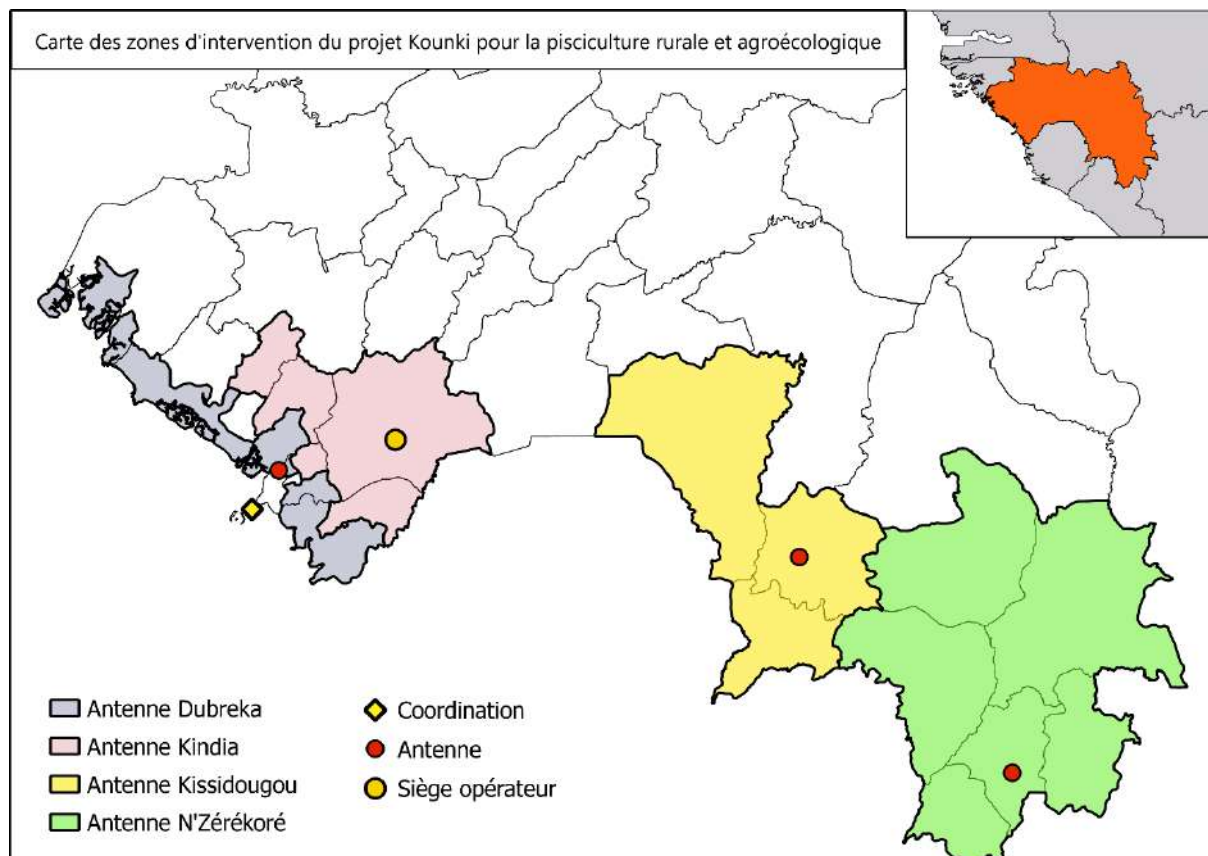 Carte des zones d'intervention du projet Kounki pour la pisciculture rurale et agroécologique
Antenne Dubreka
Antenne Kindia
Antenne Kissidougou
Antenne N'Zérékoré
Coordination
Antenne
Siège opérateur